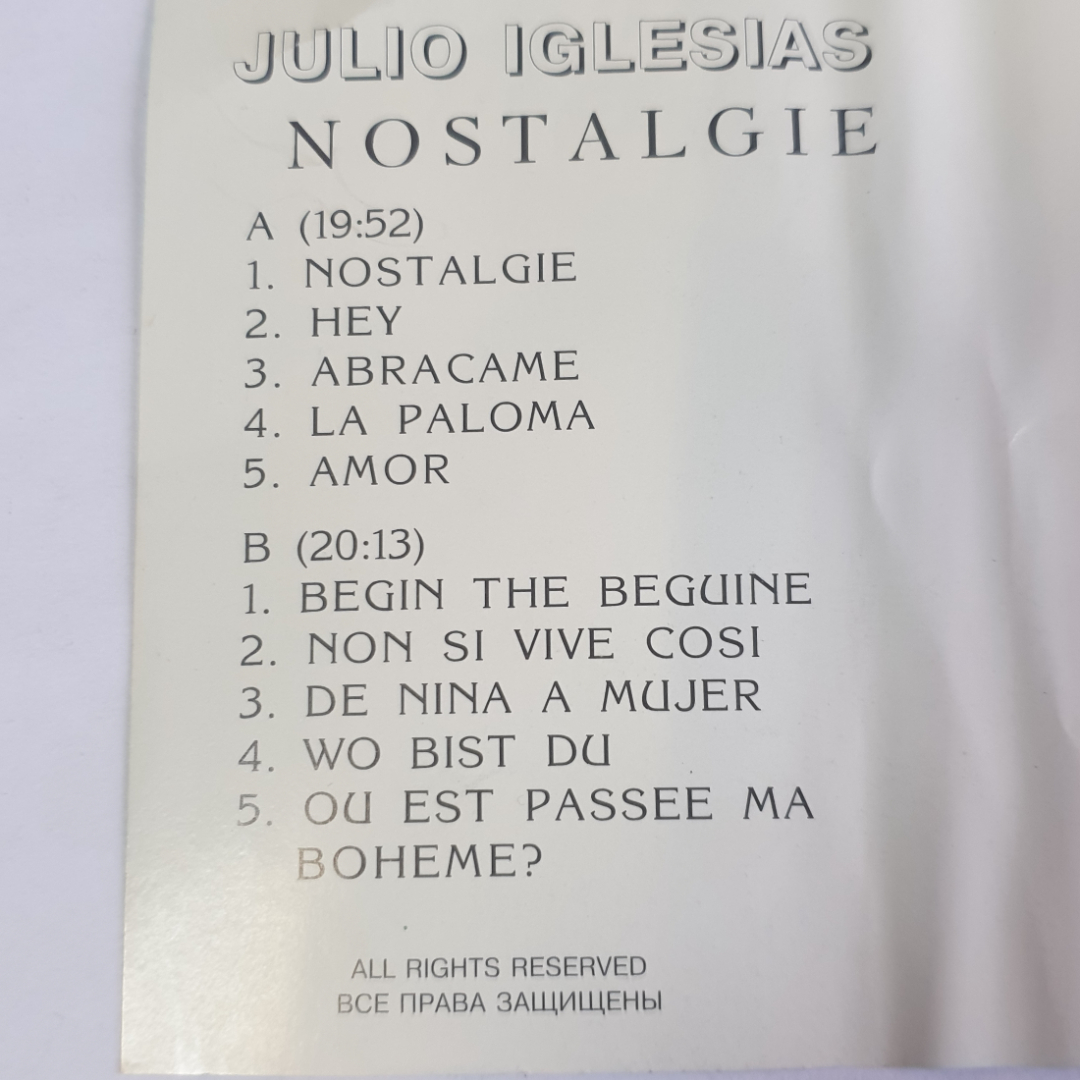 JULIO IGLESIAS
NOSTALGIE
A (19:52)
1. NOSTALGIE
2. HEY
3. ABRACAME
4. LA PALOMA
5. AMOR
B (20:13)
1. BEGIN THE BEGUINE
2. NON SI VIVE COSI
3. DE NINA A MUJER
4. WO BIST DU
5. OU EST PASSEE MA
BOHEME?
ALL RIGHTS RESERVED
ВСЕ ПРАВА ЗАЩИЩЕНЫ